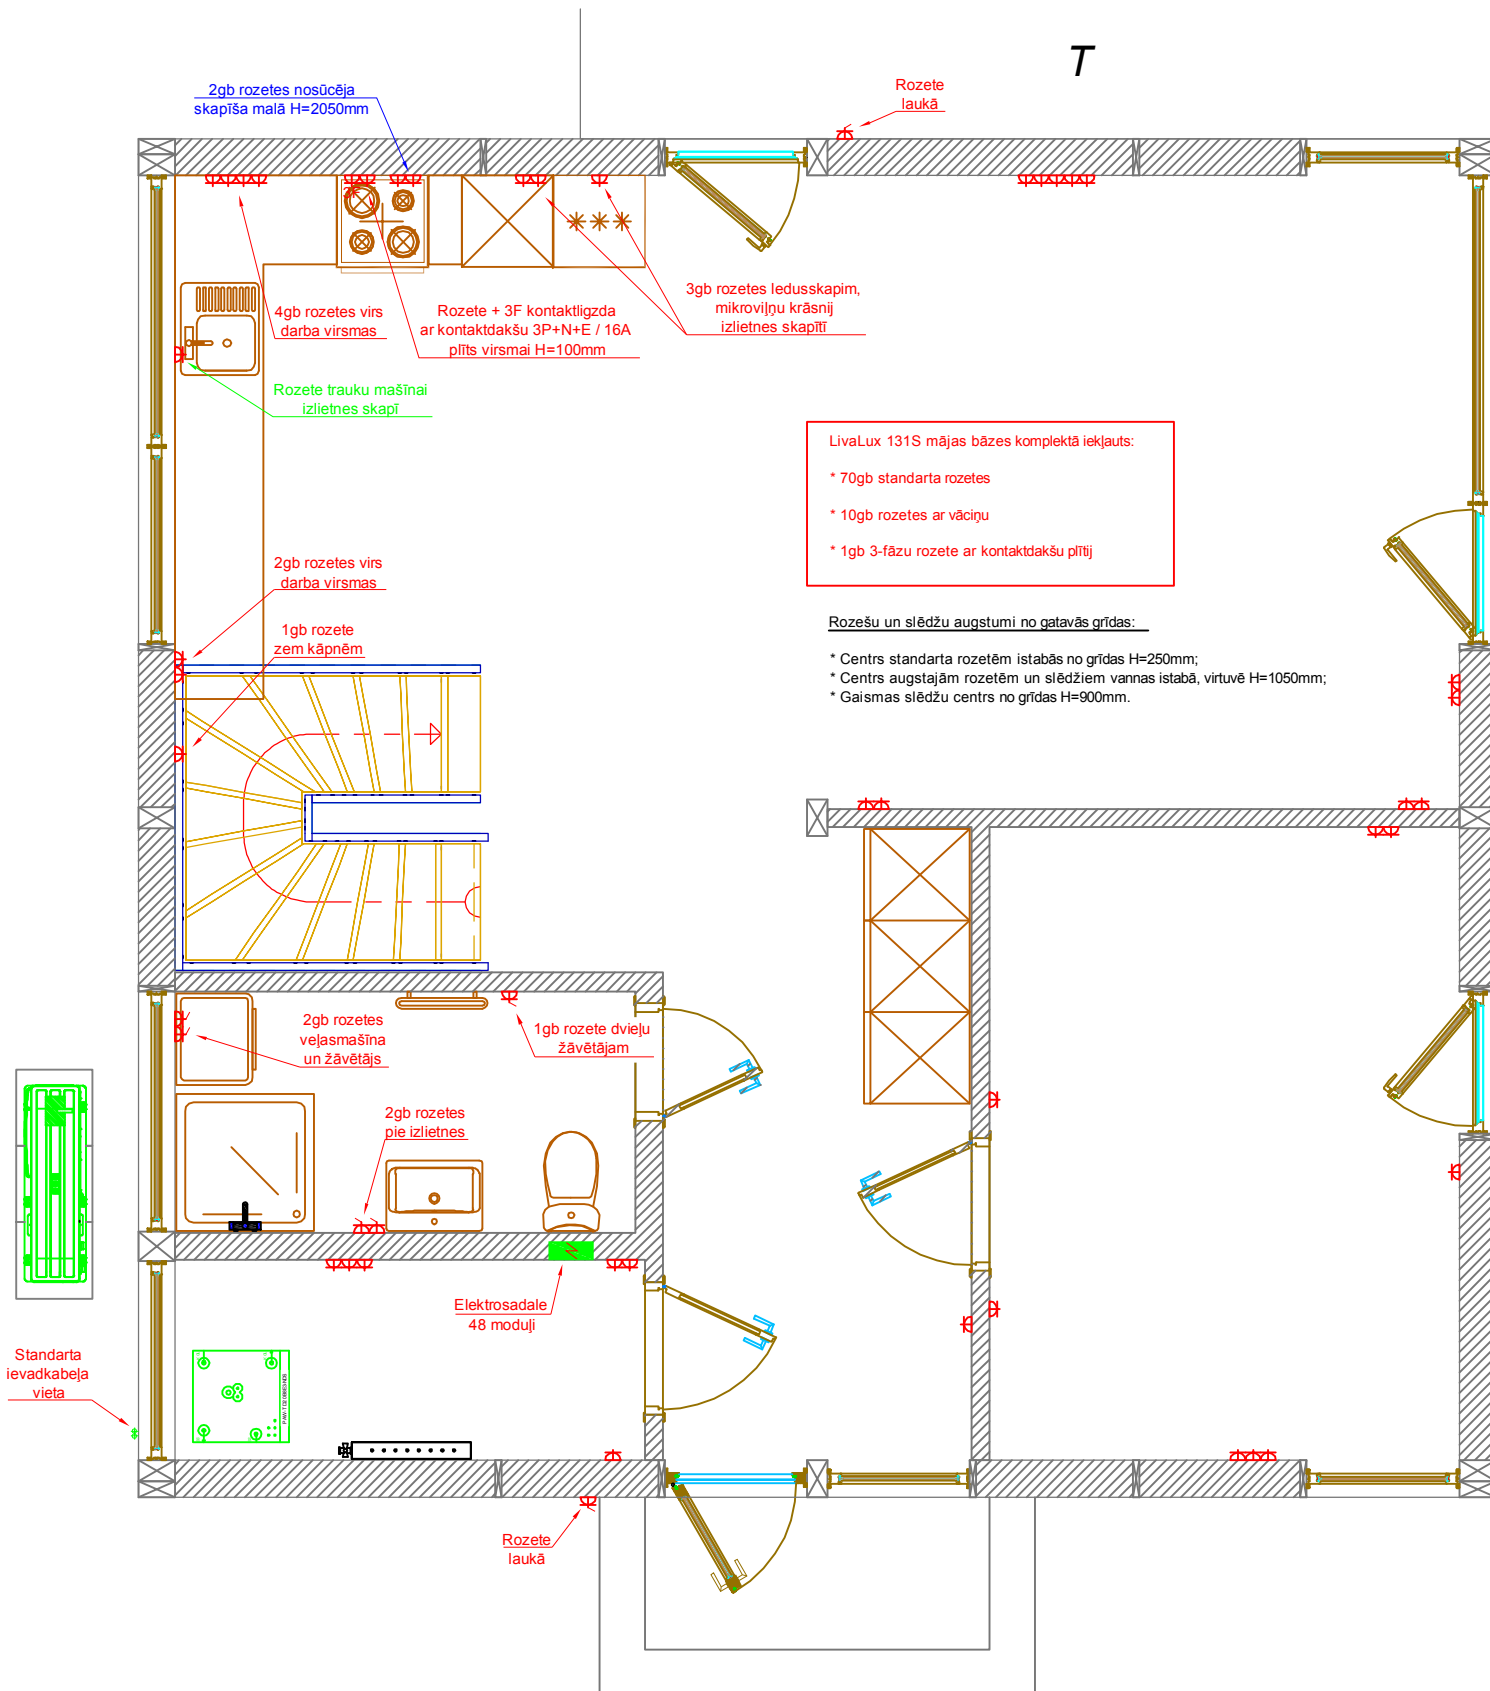 T
2gb rozetes nosūcēja
skapīša malā H=2050mm
Rozete
laukā
4gb rozetes virs
darba virsmas
Rozete + 3F kontaktligzda
ar kontaktdakšu 3P+N+E / 16A
plīts virsmai H=100mm
3gb rozetes ledusskapim,
mikroviļņu krāsnij
izlietnes skapītī
Rozete trauku mašīnai
izlietnes skapī
LivaLux 131S mājas bāzes komplektā iekļauts:
* 70gb standarta rozetes
* 10gb rozetes ar vāciņu
* 1gb 3-fāzu rozete ar kontaktdakšu plītij
2gb rozetes virs
darba virsmas
1gb rozete
zem kāpnēm
Rozešu un slēdžu augstumi no gatavās grīdas:
* Centrs standarta rozetēm istabās no grīdas H=250mm;
* Centrs augstajām rozetēm un slēdžiem vannas istabā, virtuvē H=1050mm;
* Gaismas slēdžu centrs no grīdas H=900mm.
2gb rozetes
veļasmašīna
un žāvētājs
1gb rozete dvieļu
žāvētājam
2gb rozetes
pie izlietnes
Elektrosadale
48 moduļi
Standarta
ievadkabeļa
vieta
Rozete
laukā